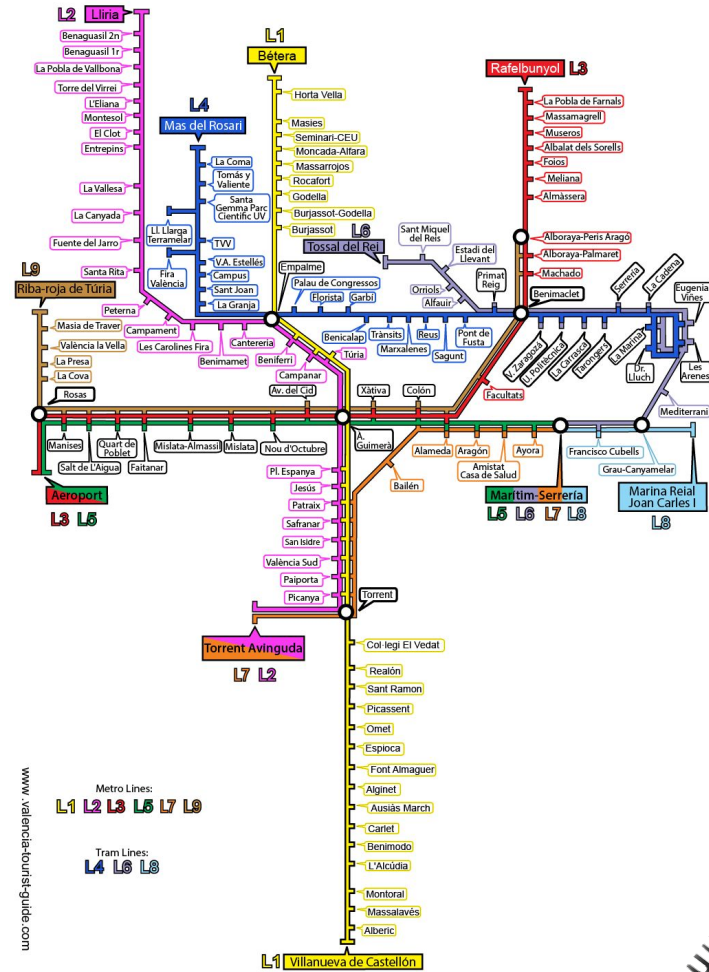 L2 Lliria
Benaguasil 2n
Benaguasil 1r
La Pobla de Vallbona
Torre del Virrei
L'Eliana
Montesol
El Clot
Entrepins
La Vallesa
La Canyada
Fuente del Jarro
Santa Rita
L4
Mas del Rosari
La Coma
Tomás y
Valiente
Santa
Gemma Parc
Cientific UV
Ll. Llarga
Terramelar
TVV
Fira
València
V.A. Estellés
Campus
Sant Joan
La Granja
L1
Bétera
Horta Vella
Masies
Seminari-CEU
Moncada-Alfara
Massarrojos
Rocafort
Godella
Burjassot-Godella
Burjassot
Empalme
Rafelbunyol L3
La Pobla de Farnals
Massamagrell
Museros
Albalat dels Sorells
Foios
Meliana
Almàssera
Alboraya-Peris Aragó
Alboraya-Palmaret
Machado
Benimaclet
L6
Tossal del Rei
Sant Miquel
del Reis
Estadi del
Llevant
Orriols
Alfauir
Primat
Reig
Serrería
La Cadena
Eugenia
Viñes
Palau de Congressos
Florista
Garbi
Benicalap
Trànsits
Marxalenes
Reus
Sagunt
Pont de
Fusta
V. Zaragozá
U. Politècnica
La Carrasca
Tarongers
La Marina
Dr.
Lluch
Les
Arenes
Mediterrani
L9
Riba-roja de Túria
Masia de Traver
València la Vella
La Presa
La Cova
Rosas
Peterna
Campament
Les Carolines Fira
Benimamet
Cantereria
Beniferri
Campanar
Túria
Av. del Cid
Xàtiva
Colón
Facultats
Manises
Salt de L'Aigua
Quart de
Poblet
Faitanar
Mislata-Almassil
Mislata
Nou d'Octubre
A.
Guimerà
Alameda
Aragón
Amistat
Casa de Salud
Ayora
Bailén
Francisco Cubells
Grau-Canyamelar
Aeroport
L3 L5
Marítim-Serrería
L5 L6 L7 L8
Marina Reial
Joan Carles I
L8
Pl. Espanya
Jesús
Patraix
Safranar
San Isidre
València Sud
Paiporta
Picanya
Torrent
Torrent Avinguda
L7 L2
Col·legi El Vedat
Realón
Sant Ramon
Picassent
Omet
Espioca
Font Almaguer
Alginet
Ausiàs March
Carlet
Benimodo
L'Alcúdia
Montoral
Massalavés
Alberic
L1 Villanueva de Castellón
Metro Lines:
L1 L2 L3 L5 L7 L9
Tram Lines:
L4 L6 L8
www.valencia-tourist-guide.com